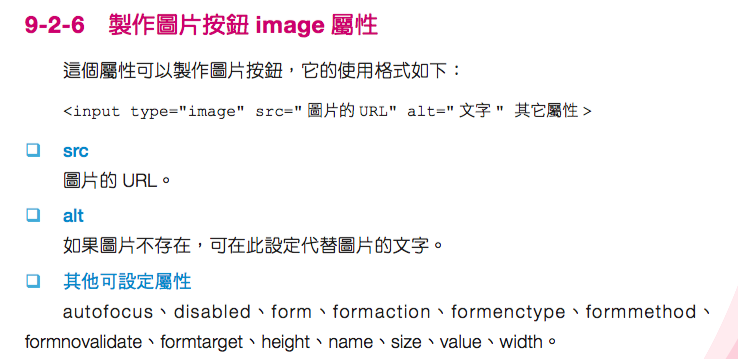 9-2-6 製作圖片按鈕 image 屬性
這個屬性可以製作圖片按鈕，它的使用格式如下：
<input type="image" src=" 圖片的 URL" alt=" 文字 " 其它屬性 >
❑ src
圖片的 URL。
❑ alt
如果圖片不存在，可在此設定代替圖片的文字。
❑ 其他可設定屬性
autofocus、disabled、form、formaction、formenctype、formmethod、
formnovalidate、formtarget、height、name、size、value、width。